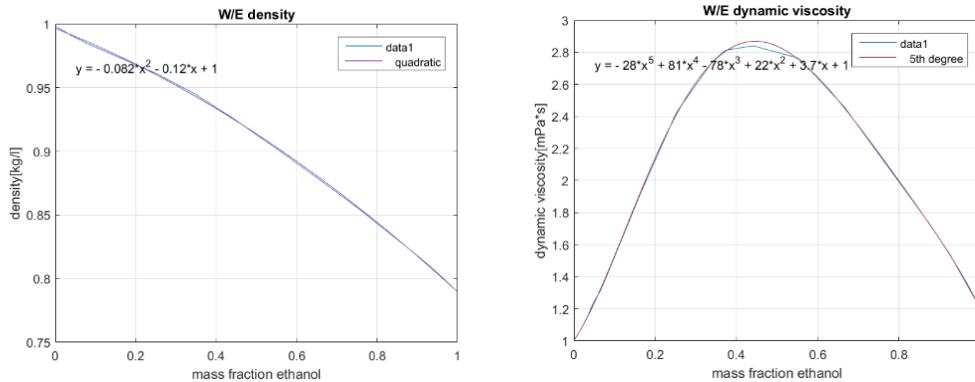 W/E density
data1
quadratic
y = - 0.082*x^2 - 0.12*x + 1
density[kg/l]
1
0.95
0.9
0.85
0.8
0.75
0 0.2 0.4 0.6 0.8 1
mass fraction ethanol
W/E dynamic viscosity
data1
5th degree
y = - 28*x^5 + 81*x^4 - 78*x^3 + 22*x^2 + 3.7*x + 1
dynamic viscosity[mPa*s]
3
2.8
2.6
2.4
2.2
2
1.8
1.6
1.4
1.2
1
0 0.2 0.4 0.6 0.8
mass fraction ethanol